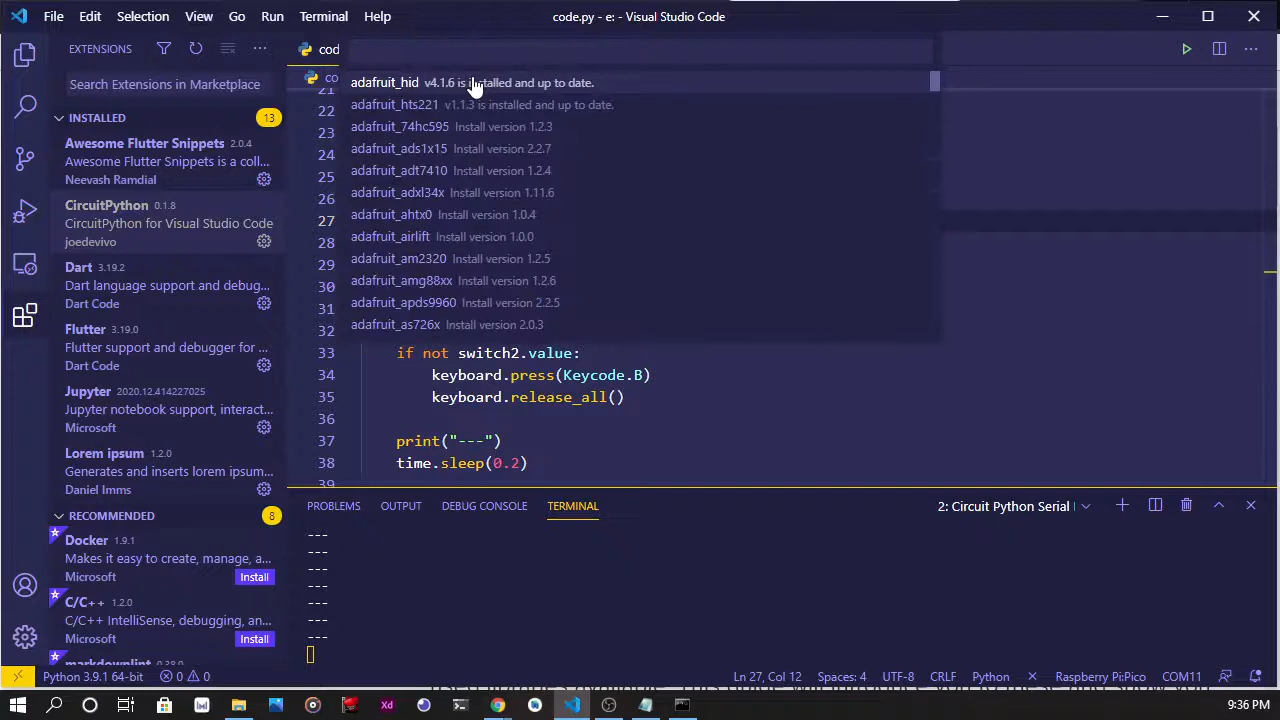 File Edit Selection View Go Run Terminal Help
code.py - e: - Visual Studio Code
EXTENSIONS
Search Extensions in Marketplace
INSTALLED 13
Awesome Flutter Snippets 2.0.4
Awesome Flutter Snippets is a coll...
Neevash Ramdial
CircuitPython 0.1.8
CircuitPython for Visual Studio Code
joedevivo
Dart 3.19.2
Dart language support and debug...
Dart Code
Flutter 3.19.0
Flutter support and debugger for ...
Dart Code
Jupyter 2020.12.414227025
Jupyter notebook support, interact...
Microsoft
Lorem ipsum 1.2.0
Generates and inserts lorem ipsum...
Daniel Imms
RECOMMENDED 8
Docker 1.9.1
Makes it easy to create, manage, a...
Microsoft Install
C/C++ 1.2.0
C/C++ IntelliSense, debugging, an...
Microsoft Install
markdownlint 0.38.0
cod
co
adafruit_hid v4.1.6 is installed and up to date.
adafruit_hts221 v1.1.3 is installed and up to date.
adafruit_74hc595 Install version 1.2.3
adafruit_ads1x15 Install version 2.2.7
adafruit_adt7410 Install version 1.2.4
adafruit_adxl34x Install version 1.11.6
adafruit_ahtx0 Install version 1.0.4
adafruit_airlift Install version 1.0.0
adafruit_am2320 Install version 1.2.5
adafruit_amg88xx Install version 1.2.6
adafruit_apds9960 Install version 2.2.5
adafruit_as726x Install version 2.0.3
21
22
23
24
25
26
27
28
29
30
31
32
33 if not switch2.value:
34 keyboard.press(Keycode.B)
35 keyboard.release_all()
36
37 print("---")
38 time.sleep(0.2)
39
PROBLEMS OUTPUT DEBUG CONSOLE TERMINAL 2: Circuit Python Serial
---
---
---
---
---
---
---
Python 3.9.1 64-bit 0 0 Ln 27, Col 12 Spaces: 4 UTF-8 CRLF Python Raspberry Pi:Pico COM11
9:36 PM